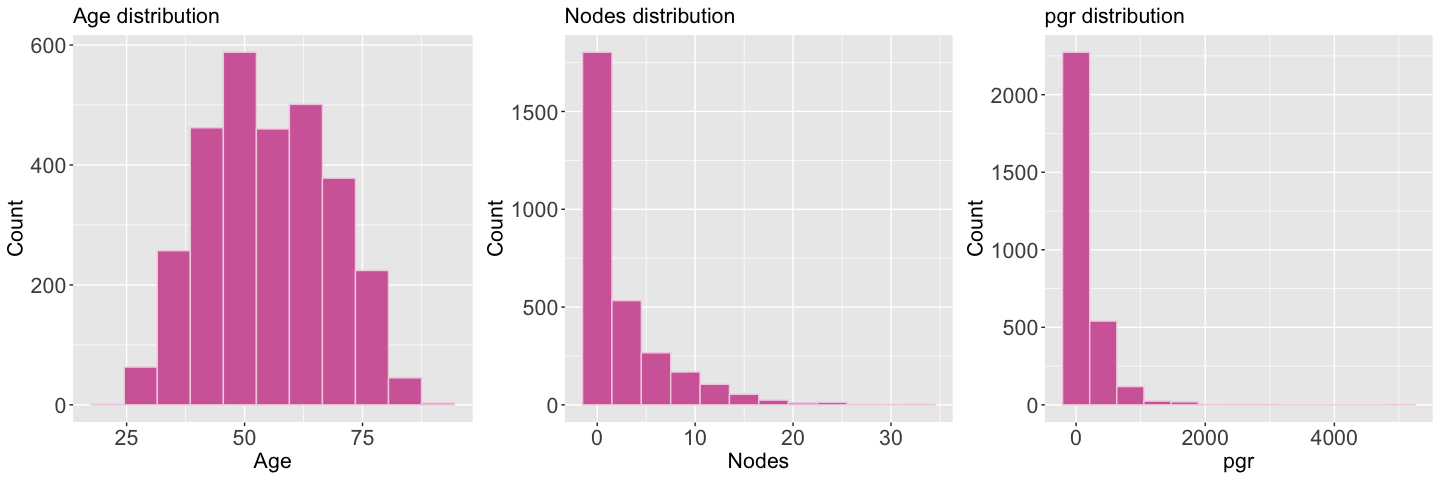 Age distribution
600
400
200
0
Count
25 50 75
Age
Nodes distribution
1500
1000
500
0
Count
0 10 20 30
Nodes
pgr distribution
2000
1500
1000
500
0
Count
0 2000 4000
pgr